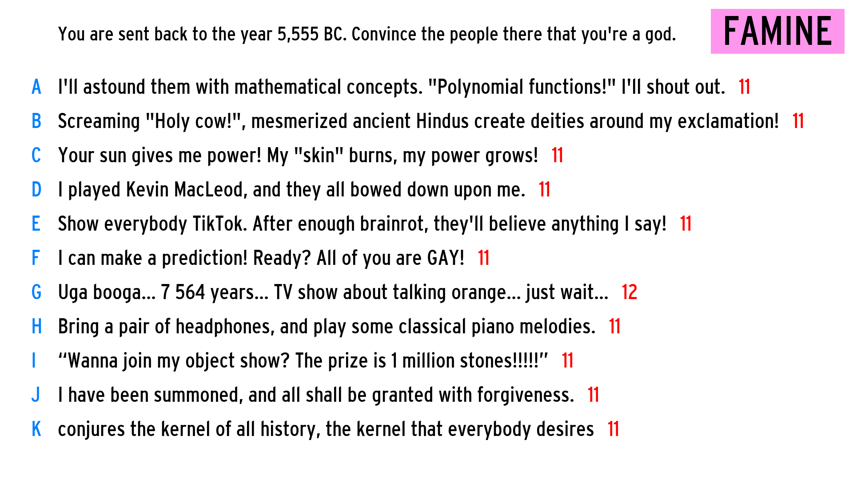 You are sent back to the year 5,555 BC. Convince the people there that you're a god.
FAMINE
A I'll astound them with mathematical concepts. "Polynomial functions!" I'll shout out. 11
B Screaming "Holy cow!", mesmerized ancient Hindus create deities around my exclamation! 11
C Your sun gives me power! My "skin" burns, my power grows! 11
D I played Kevin MacLeod, and they all bowed down upon me. 11
E Show everybody TikTok. After enough brainrot, they'll believe anything I say! 11
F I can make a prediction! Ready? All of you are GAY! 11
G Uga booga... 7 564 years... TV show about talking orange... just wait... 12
H Bring a pair of headphones, and play some classical piano melodies. 11
I “Wanna join my object show? The prize is 1 million stones!!!!!” 11
J I have been summoned, and all shall be granted with forgiveness. 11
K conjures the kernel of all history, the kernel that everybody desires 11